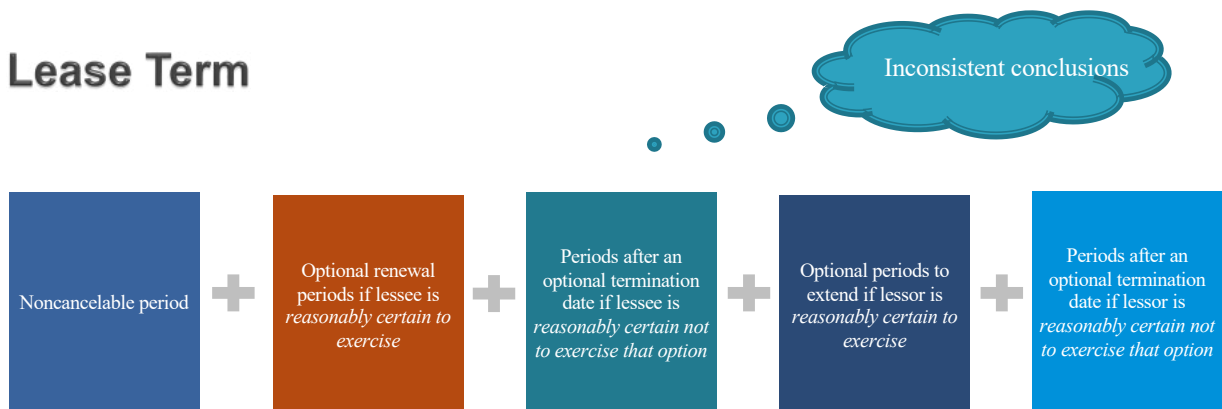 Lease Term
Inconsistent conclusions
Noncancelable period
Optional renewal
periods if lessee is
reasonably certain to
exercise
Periods after an
optional termination
date if lessee is
reasonably certain not
to exercise that option
Optional periods to
extend if lessor is
reasonably certain to
exercise
Periods after an
optional termination
date if lessor is
reasonably certain not
to exercise that option